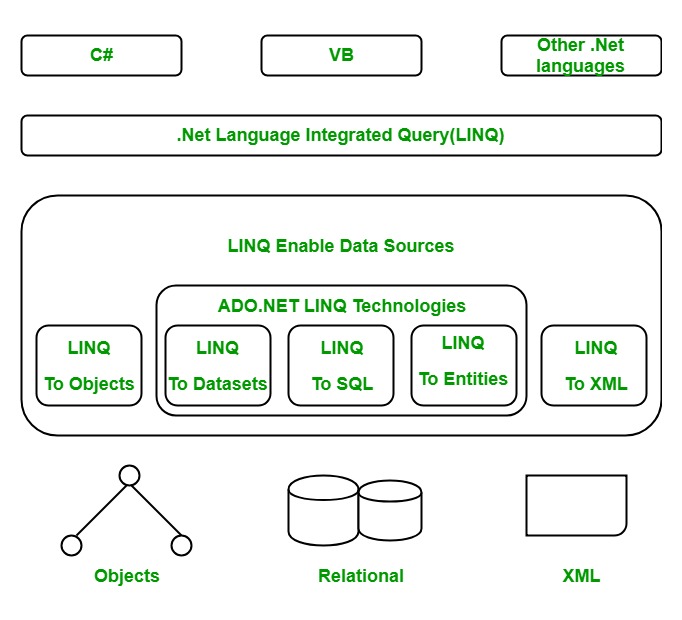 C#
VB
Other .Net
languages
.Net Language Integrated Query(LINQ)
LINQ Enable Data Sources
ADO.NET LINQ Technologies
LINQ
To Objects
LINQ
To Datasets
LINQ
To SQL
LINQ
To Entities
LINQ
To XML
Objects
Relational
XML